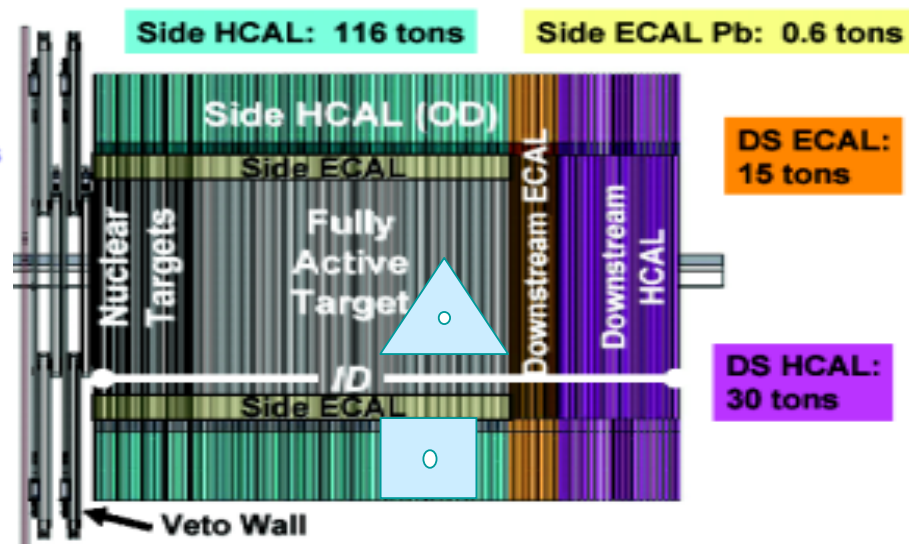 Side HCAL: 116 tons
Side ECAL Pb: 0.6 tons
Side HCAL (OD)
Side ECAL
DS ECAL:
15 tons
Nuclear
Targets
Fully
Active
Target
Downstream ECAL
Downstream
HCAL
ID
DS HCAL:
30 tons
Side ECAL
Veto Wall